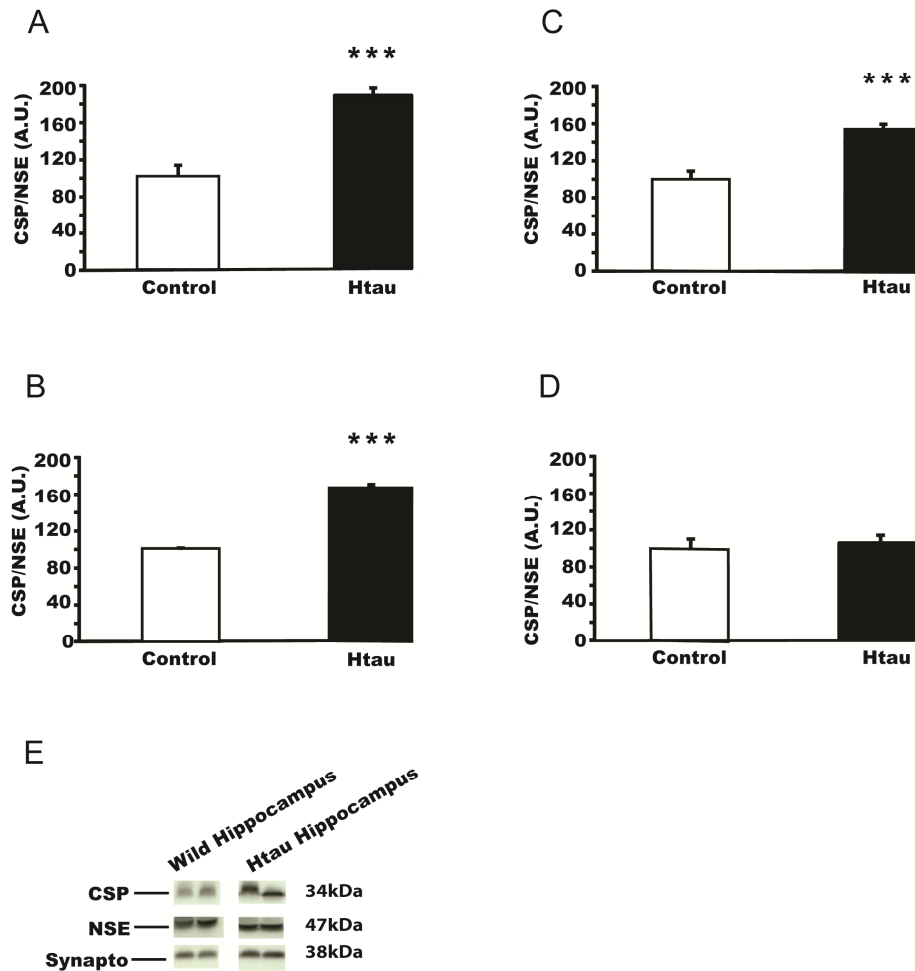 A
***
CSP/NSE (A.U.)
200
160
120
80
40
0
Control Htau
C
***
CSP/NSE (A.U.)
200
160
120
80
40
0
Control Htau
B
***
CSP/NSE (A.U.)
200
160
120
80
40
0
Control Htau
D
CSP/NSE (A.U.)
200
160
120
80
40
0
Control Htau
E
Wild Hippocampus
Htau Hippocampus
CSP 34kDa
NSE 47kDa
Synapto 38kDa